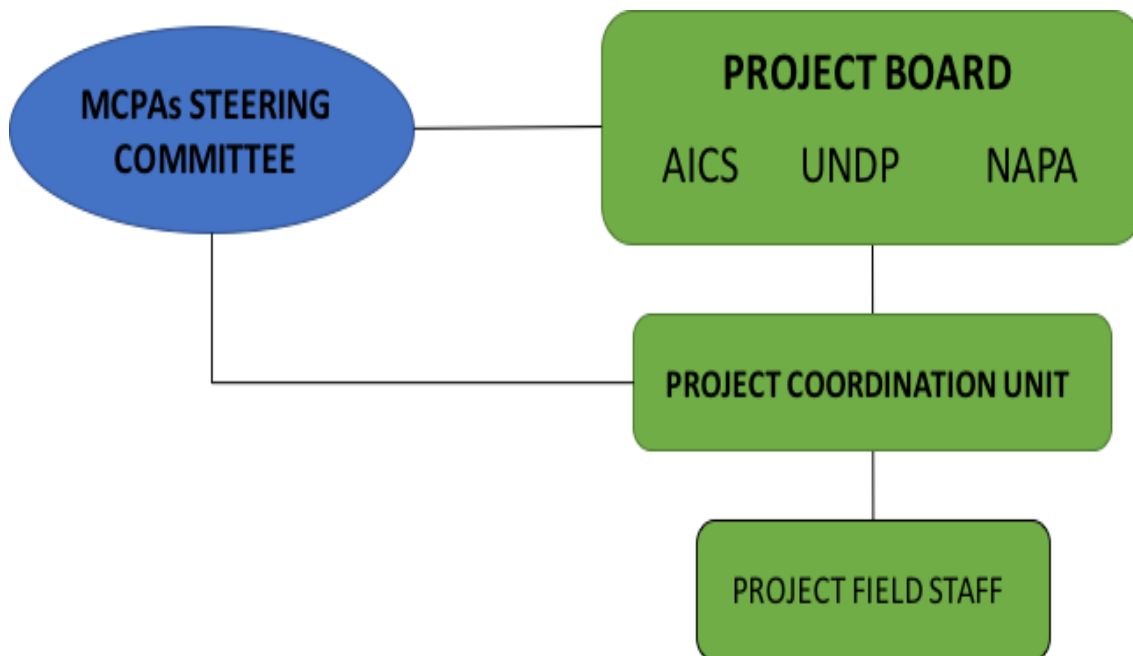 MCPAs STEERING
COMMITTEE
PROJECT BOARD
AICS UNDP NAPA
PROJECT COORDINATION UNIT
PROJECT FIELD STAFF